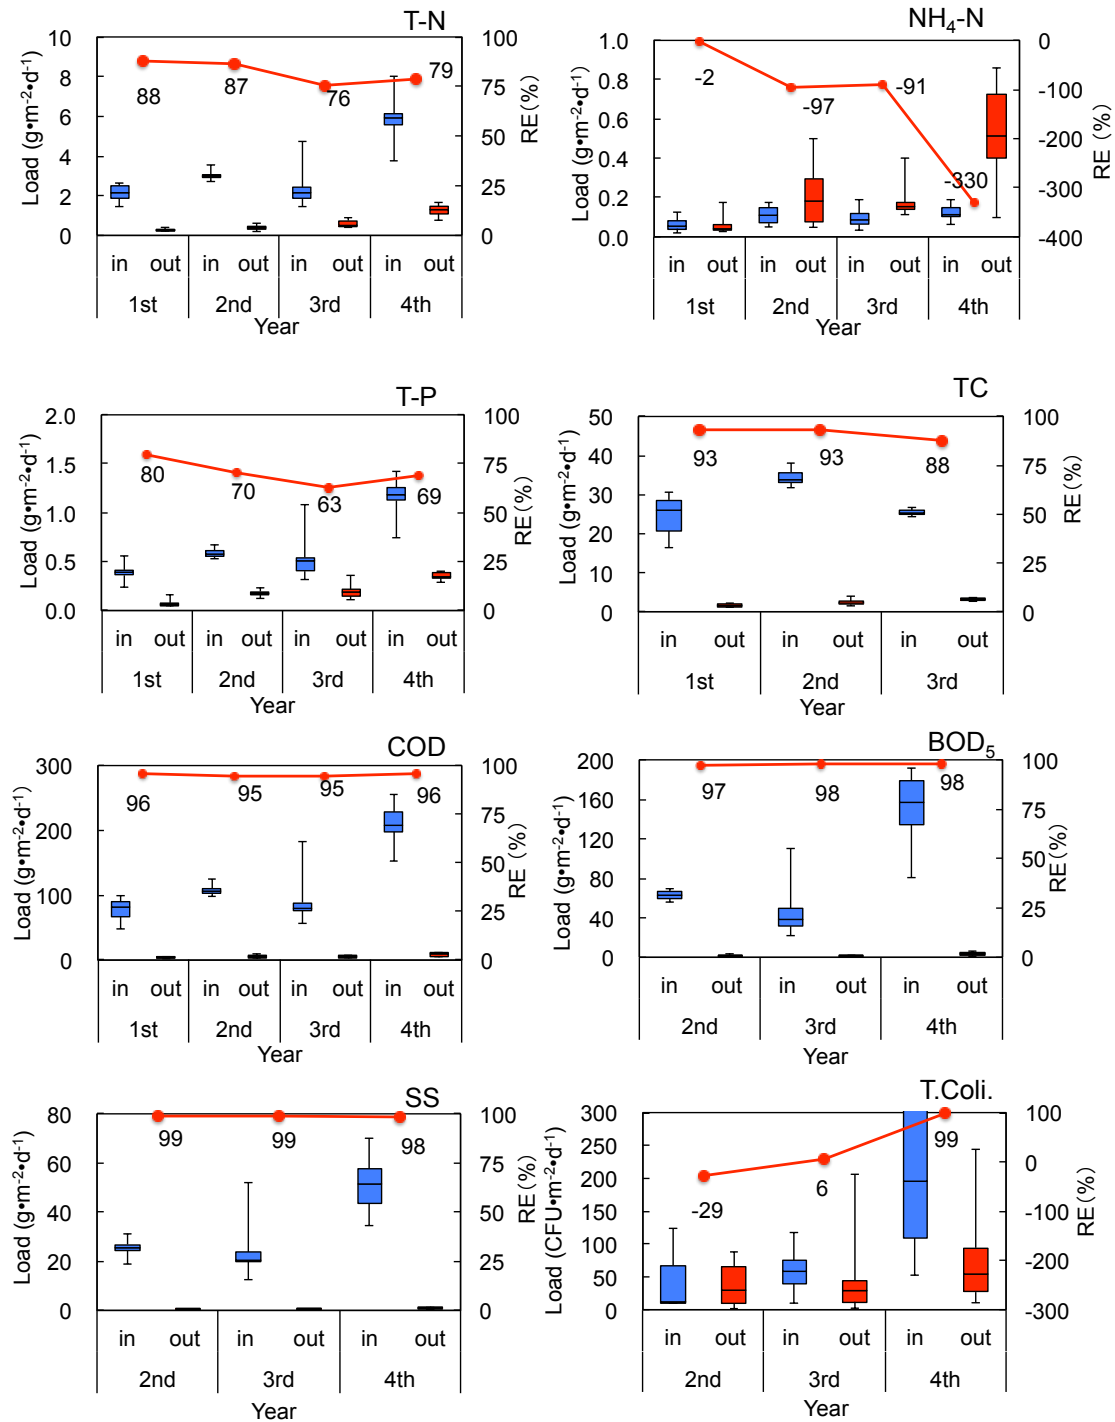 T-N
10
8
6
4
2
0
Load (g•m-2•d-1)
100
75
50
25
0
RE(%)
88
87
76
79
in out in out in out in out
1st 2nd 3rd 4th
Year
NH4-N
1.0
0.8
0.6
0.4
0.2
0.0
Load (g•m-2•d-1)
0
-100
-200
-300
-400
RE (%)
-2
-97
-91
-330
in out in out in out in out
1st 2nd 3rd 4th
Year
T-P
2.0
1.5
1.0
0.5
0.0
Load (g•m-2•d-1)
100
75
50
25
0
RE(%)
80
70
63
69
in out in out in out in out
1st 2nd 3rd 4th
Year
TC
50
40
30
20
10
0
Load (g•m-2•d-1)
100
75
50
25
0
RE(%)
93
93
88
in out in out in out
1st 2nd 3rd
Year
COD
300
200
100
0
Load (g•m-2•d-1)
100
75
50
25
0
RE(%)
96
95
95
96
in out in out in out in out
1st 2nd 3rd 4th
Year
BOD5
200
160
120
80
40
0
Load (g•m-2•d-1)
100
75
50
25
0
RE(%)
97
98
98
in out in out in out
2nd 3rd 4th
Year
SS
80
60
40
20
0
Load (g•m-2•d-1)
100
75
50
25
0
RE(%)
99
99
98
in out in out in out
2nd 3rd 4th
Year
T.Coli.
300
250
200
150
100
50
0
Load (CFU•m-2•d-1)
100
0
-100
-200
-300
RE(%)
-29
6
99
in out in out in out
2nd 3rd 4th
Year